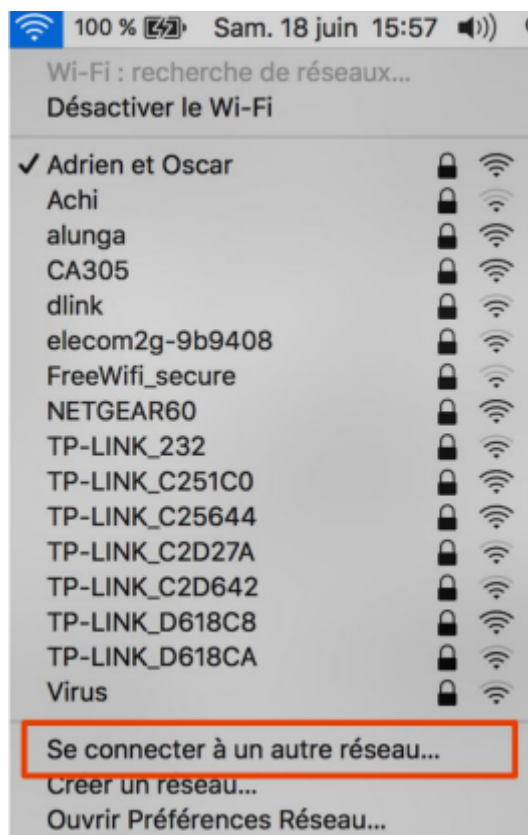 100 % Sam. 18 juin 15:57
Wi-Fi : recherche de réseaux...
Désactiver le Wi-Fi
Adrien et Oscar
Achi
alunga
CA305
dlink
elecom2g-9b9408
FreeWifi_secure
NETGEAR60
TP-LINK_232
TP-LINK_C251C0
TP-LINK_C25644
TP-LINK_C2D27A
TP-LINK_C2D642
TP-LINK_D618C8
TP-LINK_D618CA
Virus
Se connecter à un autre réseau...
Créer un réseau...
Ouvrir Préférences Réseau...